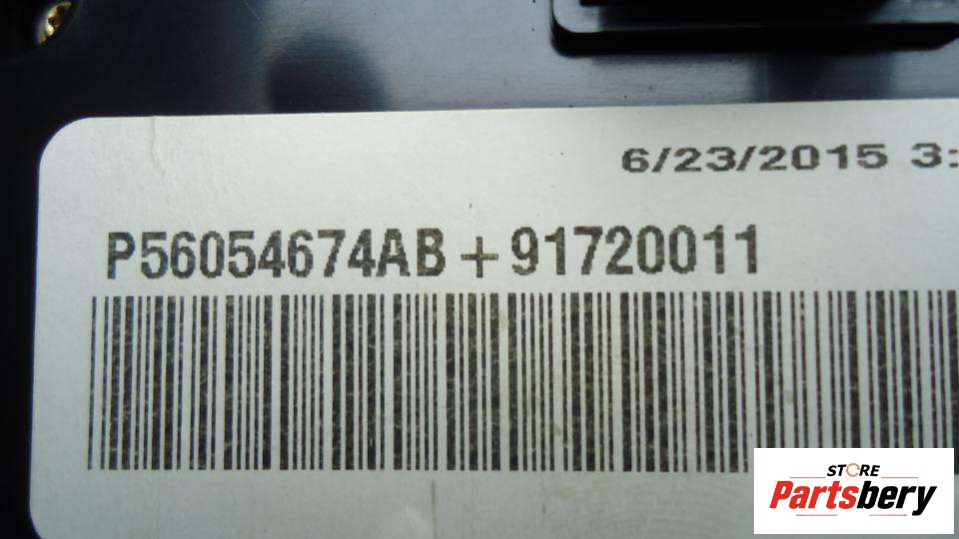 6/23/2015 3:
P56054674AB + 91720011
STORE
Partsbery